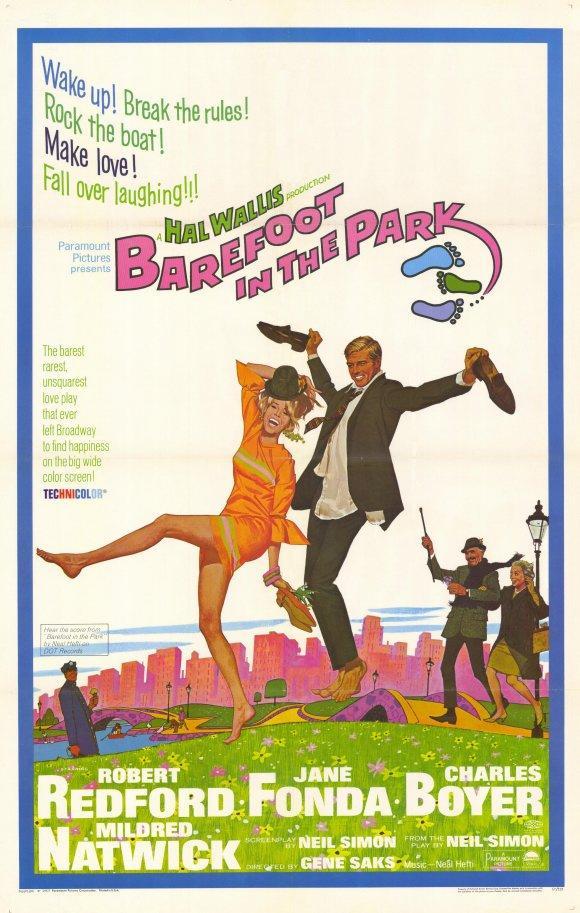 Wake up! Break the rules!
Rock the boat!
Make love!
Fall over laughing!!!
Paramount
Pictures
presents
A HAL WALLIS PRODUCTION
BAREFOOT
IN THE PARK
The barest
rarest,
unsquarest
love play
that ever
left Broadway
to find happiness
on the big wide
color screen!
TECHNICOLOR®
Hear the score from
"Barefoot in the Park"
by Neal Hefti on
DOT Records
ROBERT
REDFORD·
JANE
FONDA·
CHARLES
BOYER
MILDRED
NATWICK
SCREENPLAY BY NEIL SIMON
FROM THE PLAY BY NEIL SIMON
DIRECTED BY GENE SAKS
Music—Neal Hefti
PARAMOUNT
PICTURE